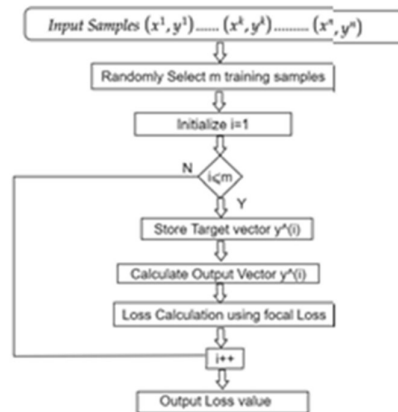 Input Samples (x¹, y¹)...... (xᵏ, yᵏ)......... (xⁿ, yⁿ)
Randomly Select m training samples
Initialize i=1
N
i⩽m
Y
Store Target vector y^(i)
Calculate Output Vector y^(i)
Loss Calculation using focal Loss
i++
Output Loss value